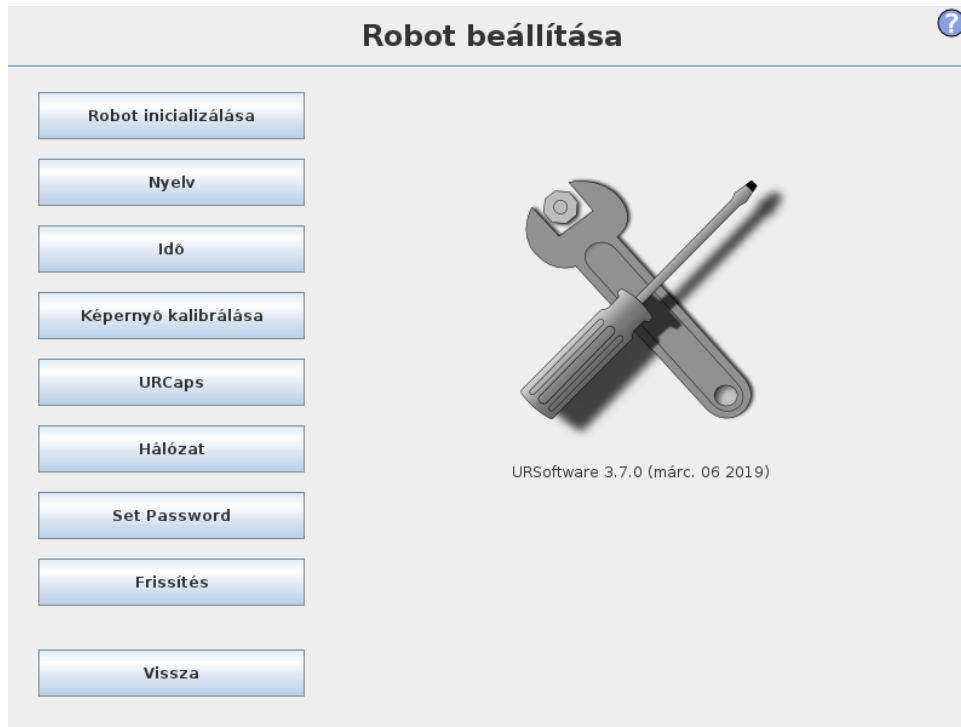 Robot beállítása
?
Robot inicializálása
Nyelv
Idő
Képernyő kalibrálása
URCaps
Hálózat
Set Password
Frissítés
Vissza
URSoftware 3.7.0 (márc. 06 2019)